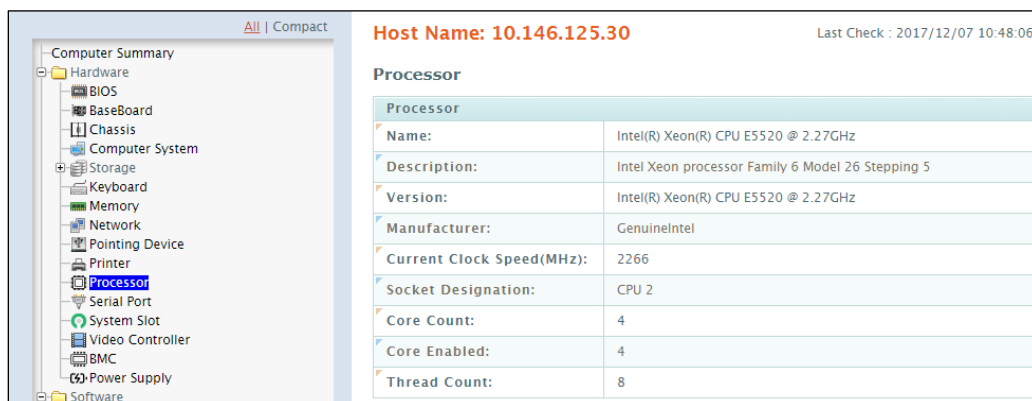 All | Compact
Computer Summary
Hardware
BIOS
BaseBoard
Chassis
Computer System
Storage
Keyboard
Memory
Network
Pointing Device
Printer
Processor
Serial Port
System Slot
Video Controller
BMC
Power Supply
Software
Host Name: 10.146.125.30
Last Check : 2017/12/07 10:48:06
Processor
Processor
Name: Intel(R) Xeon(R) CPU E5520 @ 2.27GHz
Description: Intel Xeon processor Family 6 Model 26 Stepping 5
Version: Intel(R) Xeon(R) CPU E5520 @ 2.27GHz
Manufacturer: GenuineIntel
Current Clock Speed(MHz): 2266
Socket Designation: CPU 2
Core Count: 4
Core Enabled: 4
Thread Count: 8